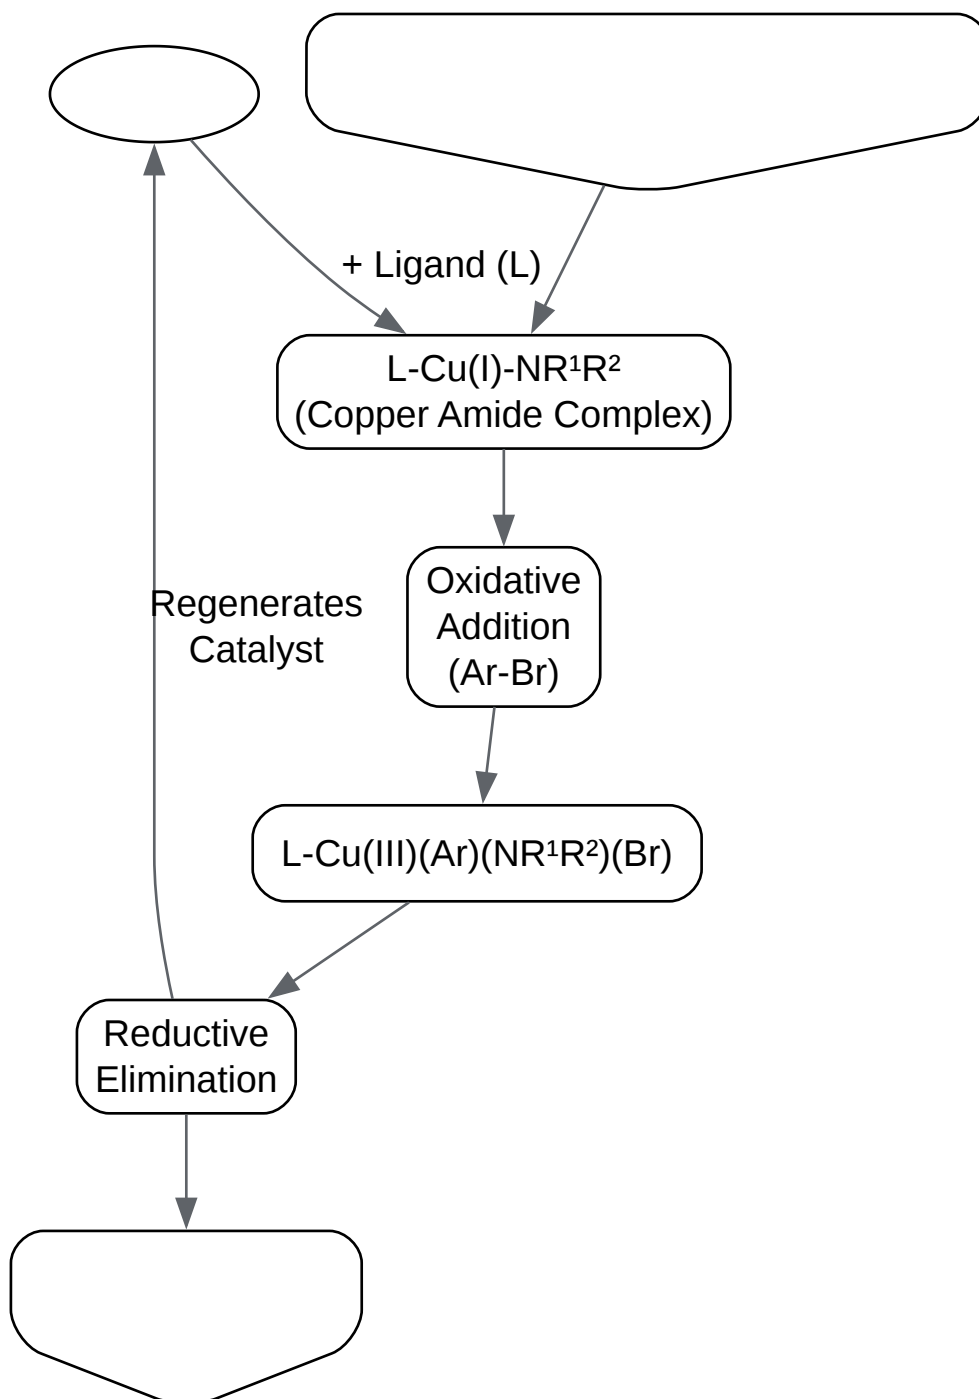 + Ligand (L)
L-Cu(I)-NR¹R²
(Copper Amide Complex)
Oxidative
Addition
(Ar-Br)
Regenerates
Catalyst
L-Cu(III)(Ar)(NR¹R²)(Br)
Reductive
Elimination